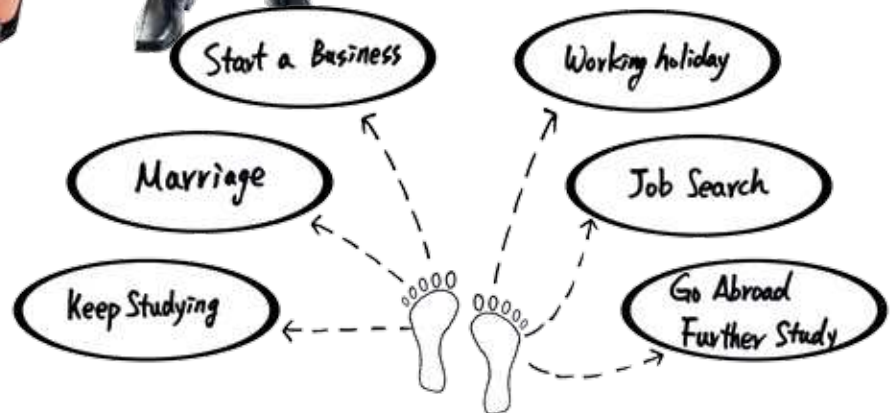 Start a Business
Working holiday
Marriage
Job Search
Keep Studying
Go Abroad
Further Study